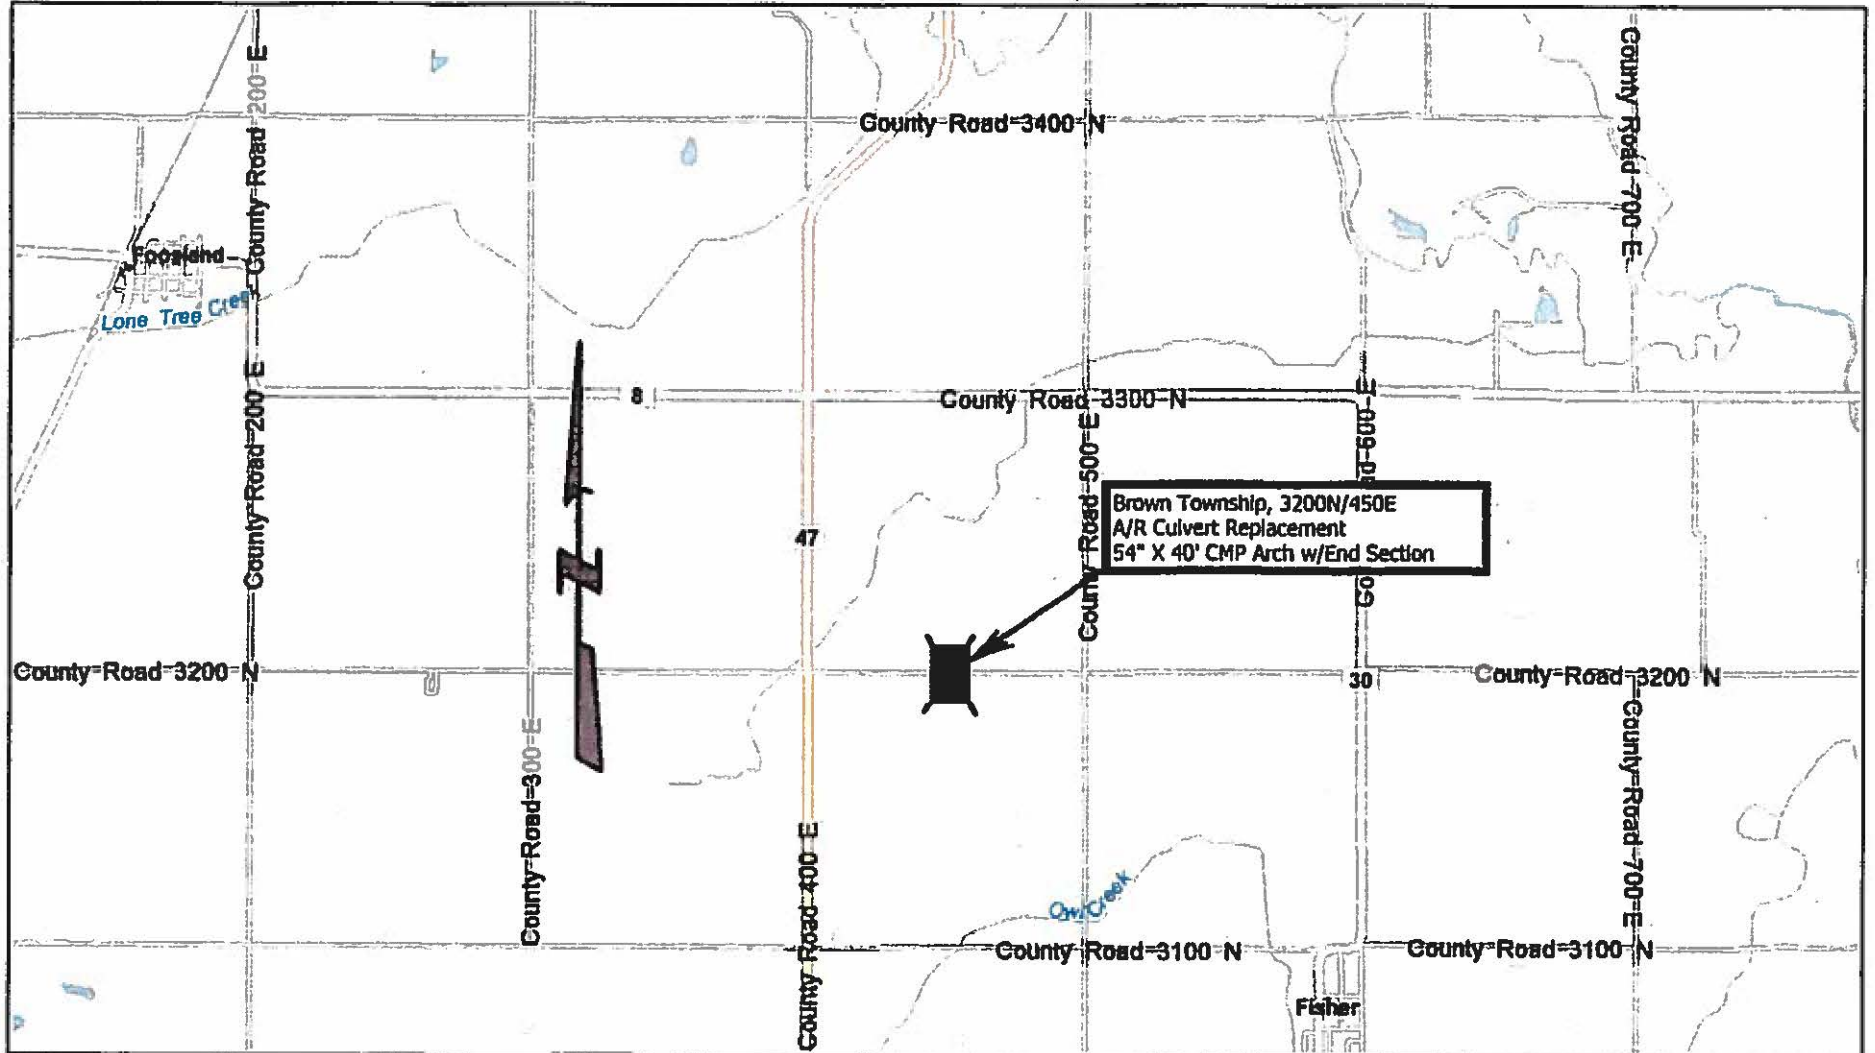 County Road 200 E
County Road 3400 N
County Road 700 E
Foosland
Lone Tree Creek
8
County Road 3300 N
County Road 200 E
County Road 500 E
Brown Township, 3200N/450E
A/R Culvert Replacement
54" X 40' CMP Arch w/End Section
47
N
County Road 3200 N
30
County Road 3200 N
County Road 300 E
County Road 700 E
County Road 400 E
Creek
County Road 3100 N
County Road 3100 N
Fisher